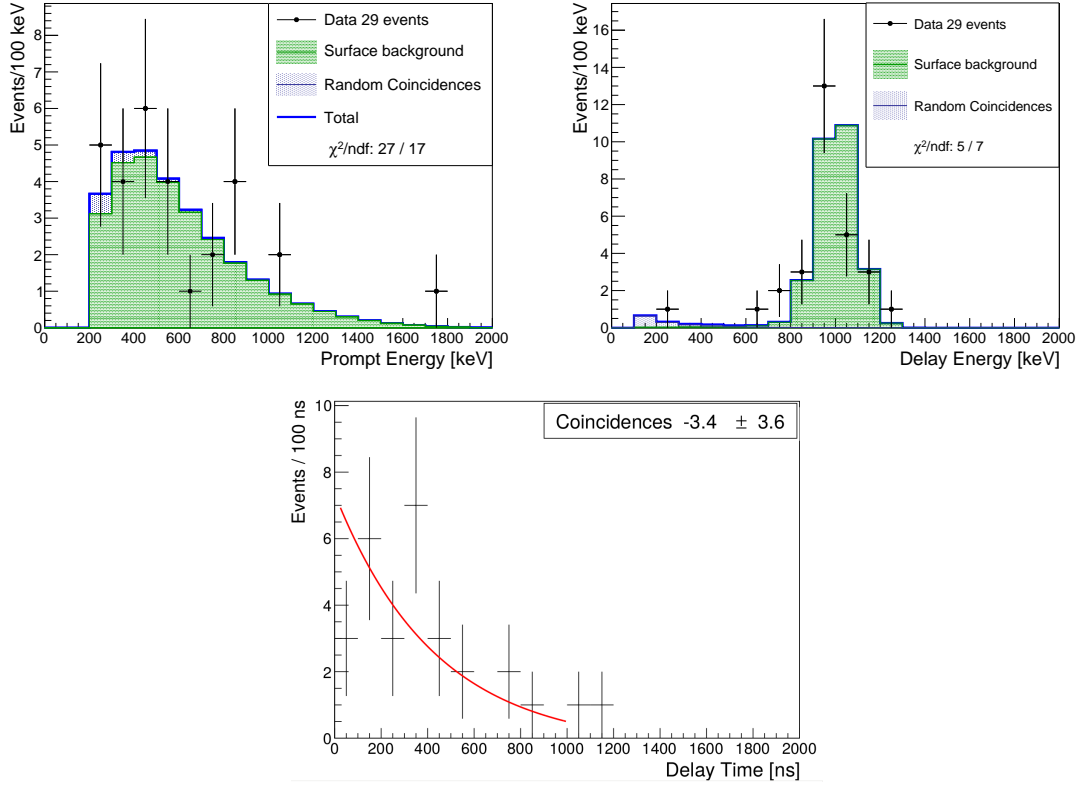 Events/100 keV
8
7
6
5
4
3
2
1
0
Data 29 events
Surface background
Random Coincidences
Total
χ²/ndf: 27 / 17
0 200 400 600 800 1000 1200 1400 1600 1800 2000
Prompt Energy [keV]
Events/100 keV
16
14
12
10
8
6
4
2
0
Data 29 events
Surface background
Random Coincidences
χ²/ndf: 5 / 7
0 200 400 600 800 1000 1200 1400 1600 1800 2000
Delay Energy [keV]
Events / 100 ns
10
8
6
4
2
0
Coincidences -3.4 ± 3.6
0 200 400 600 800 1000 1200 1400 1600 1800 2000
Delay Time [ns]